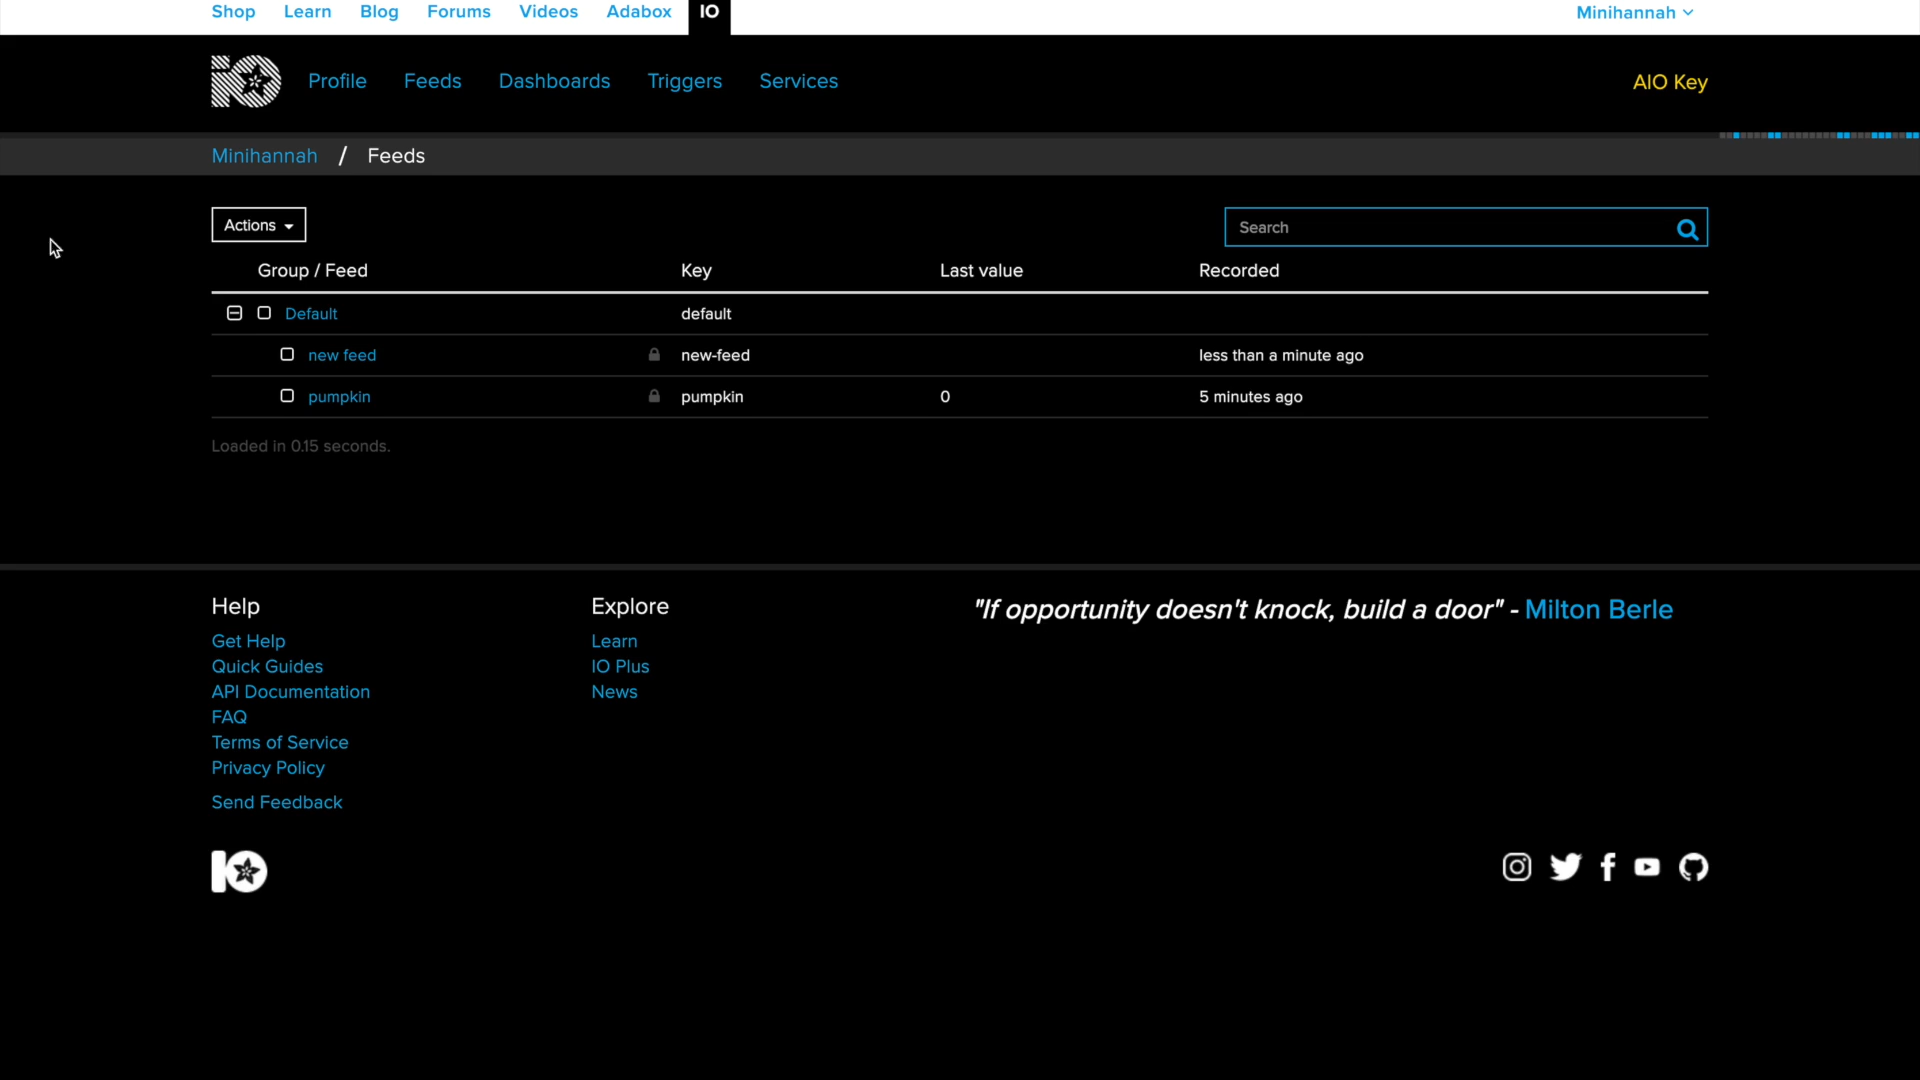 Shop Learn Blog Forums Videos Adabox IO Minihannah
IO Profile Feeds Dashboards Triggers Services AIO Key
Minihannah / Feeds
Actions Search
Group / Feed Key Last value Recorded
Default default
new feed new-feed less than a minute ago
pumpkin pumpkin 0 5 minutes ago
Loaded in 0.15 seconds.
Help Explore "If opportunity doesn't knock, build a door" - Milton Berle
Get Help Learn
Quick Guides IO Plus
API Documentation News
FAQ
Terms of Service
Privacy Policy
Send Feedback
IO